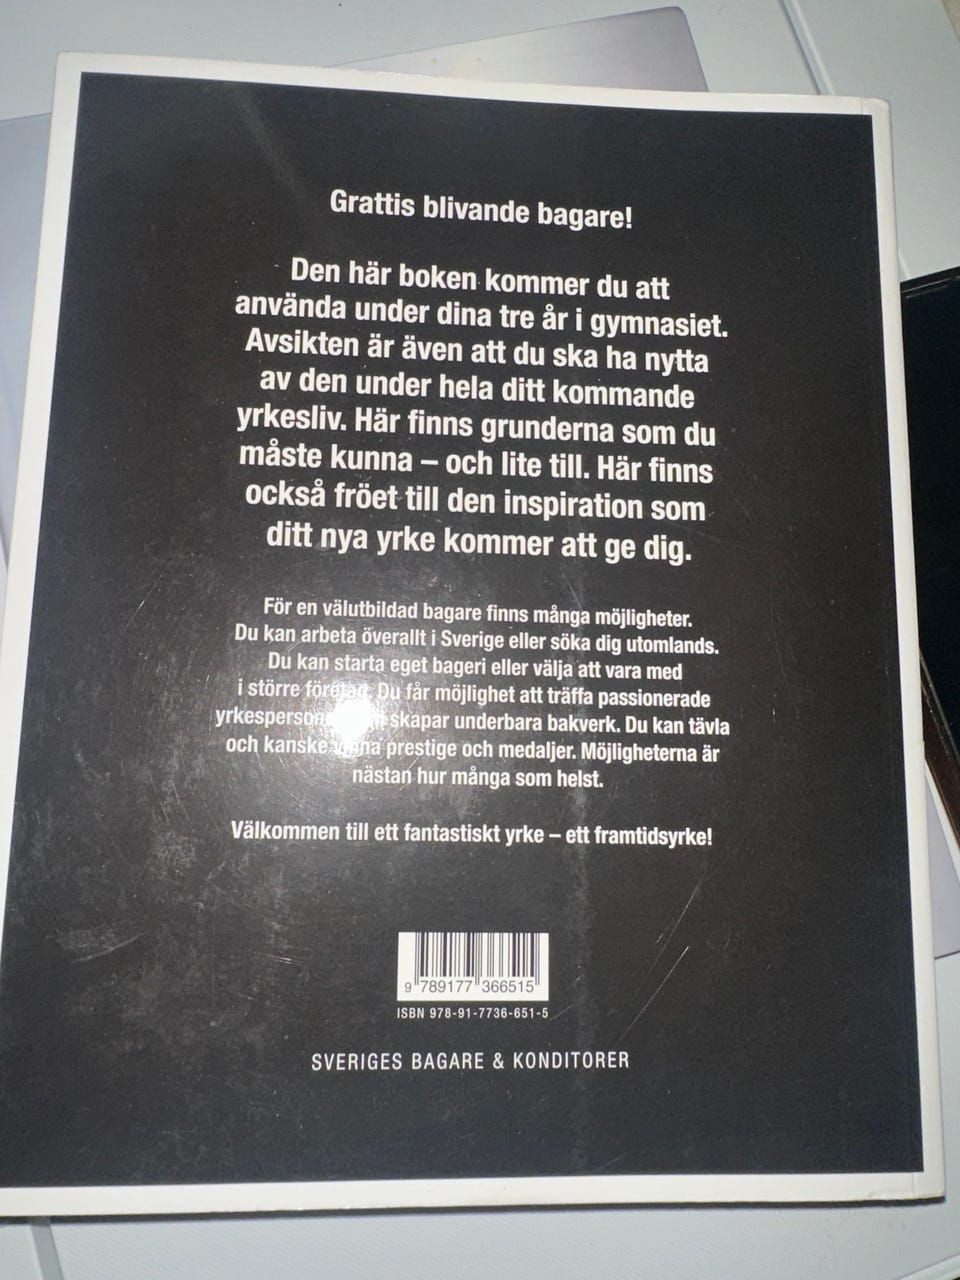 Grattis blivande bagare!
Den här boken kommer du att
använda under dina tre år i gymnasiet.
Avsikten är även att du ska ha nytta
av den under hela ditt kommande
yrkesliv. Här finns grunderna som du
måste kunna – och lite till. Här finns
också fröet till den inspiration som
ditt nya yrke kommer att ge dig.
För en välutbildad bagare finns många möjligheter.
Du kan arbeta överallt i Sverige eller söka dig utomlands.
Du kan starta eget bageri eller välja att vara med
i större företag. Du får möjlighet att träffa passionerade
skapar underbara bakverk. Du kan tävla
och kanske vinna prestige och medaljer. Möjligheterna är
nästan hur många som helst.
Välkommen till ett fantastiskt yrke – ett framtidsyrke!
9 789177 366515
ISBN 978-91-7736-651-5
SVERIGES BAGARE & KONDITORER